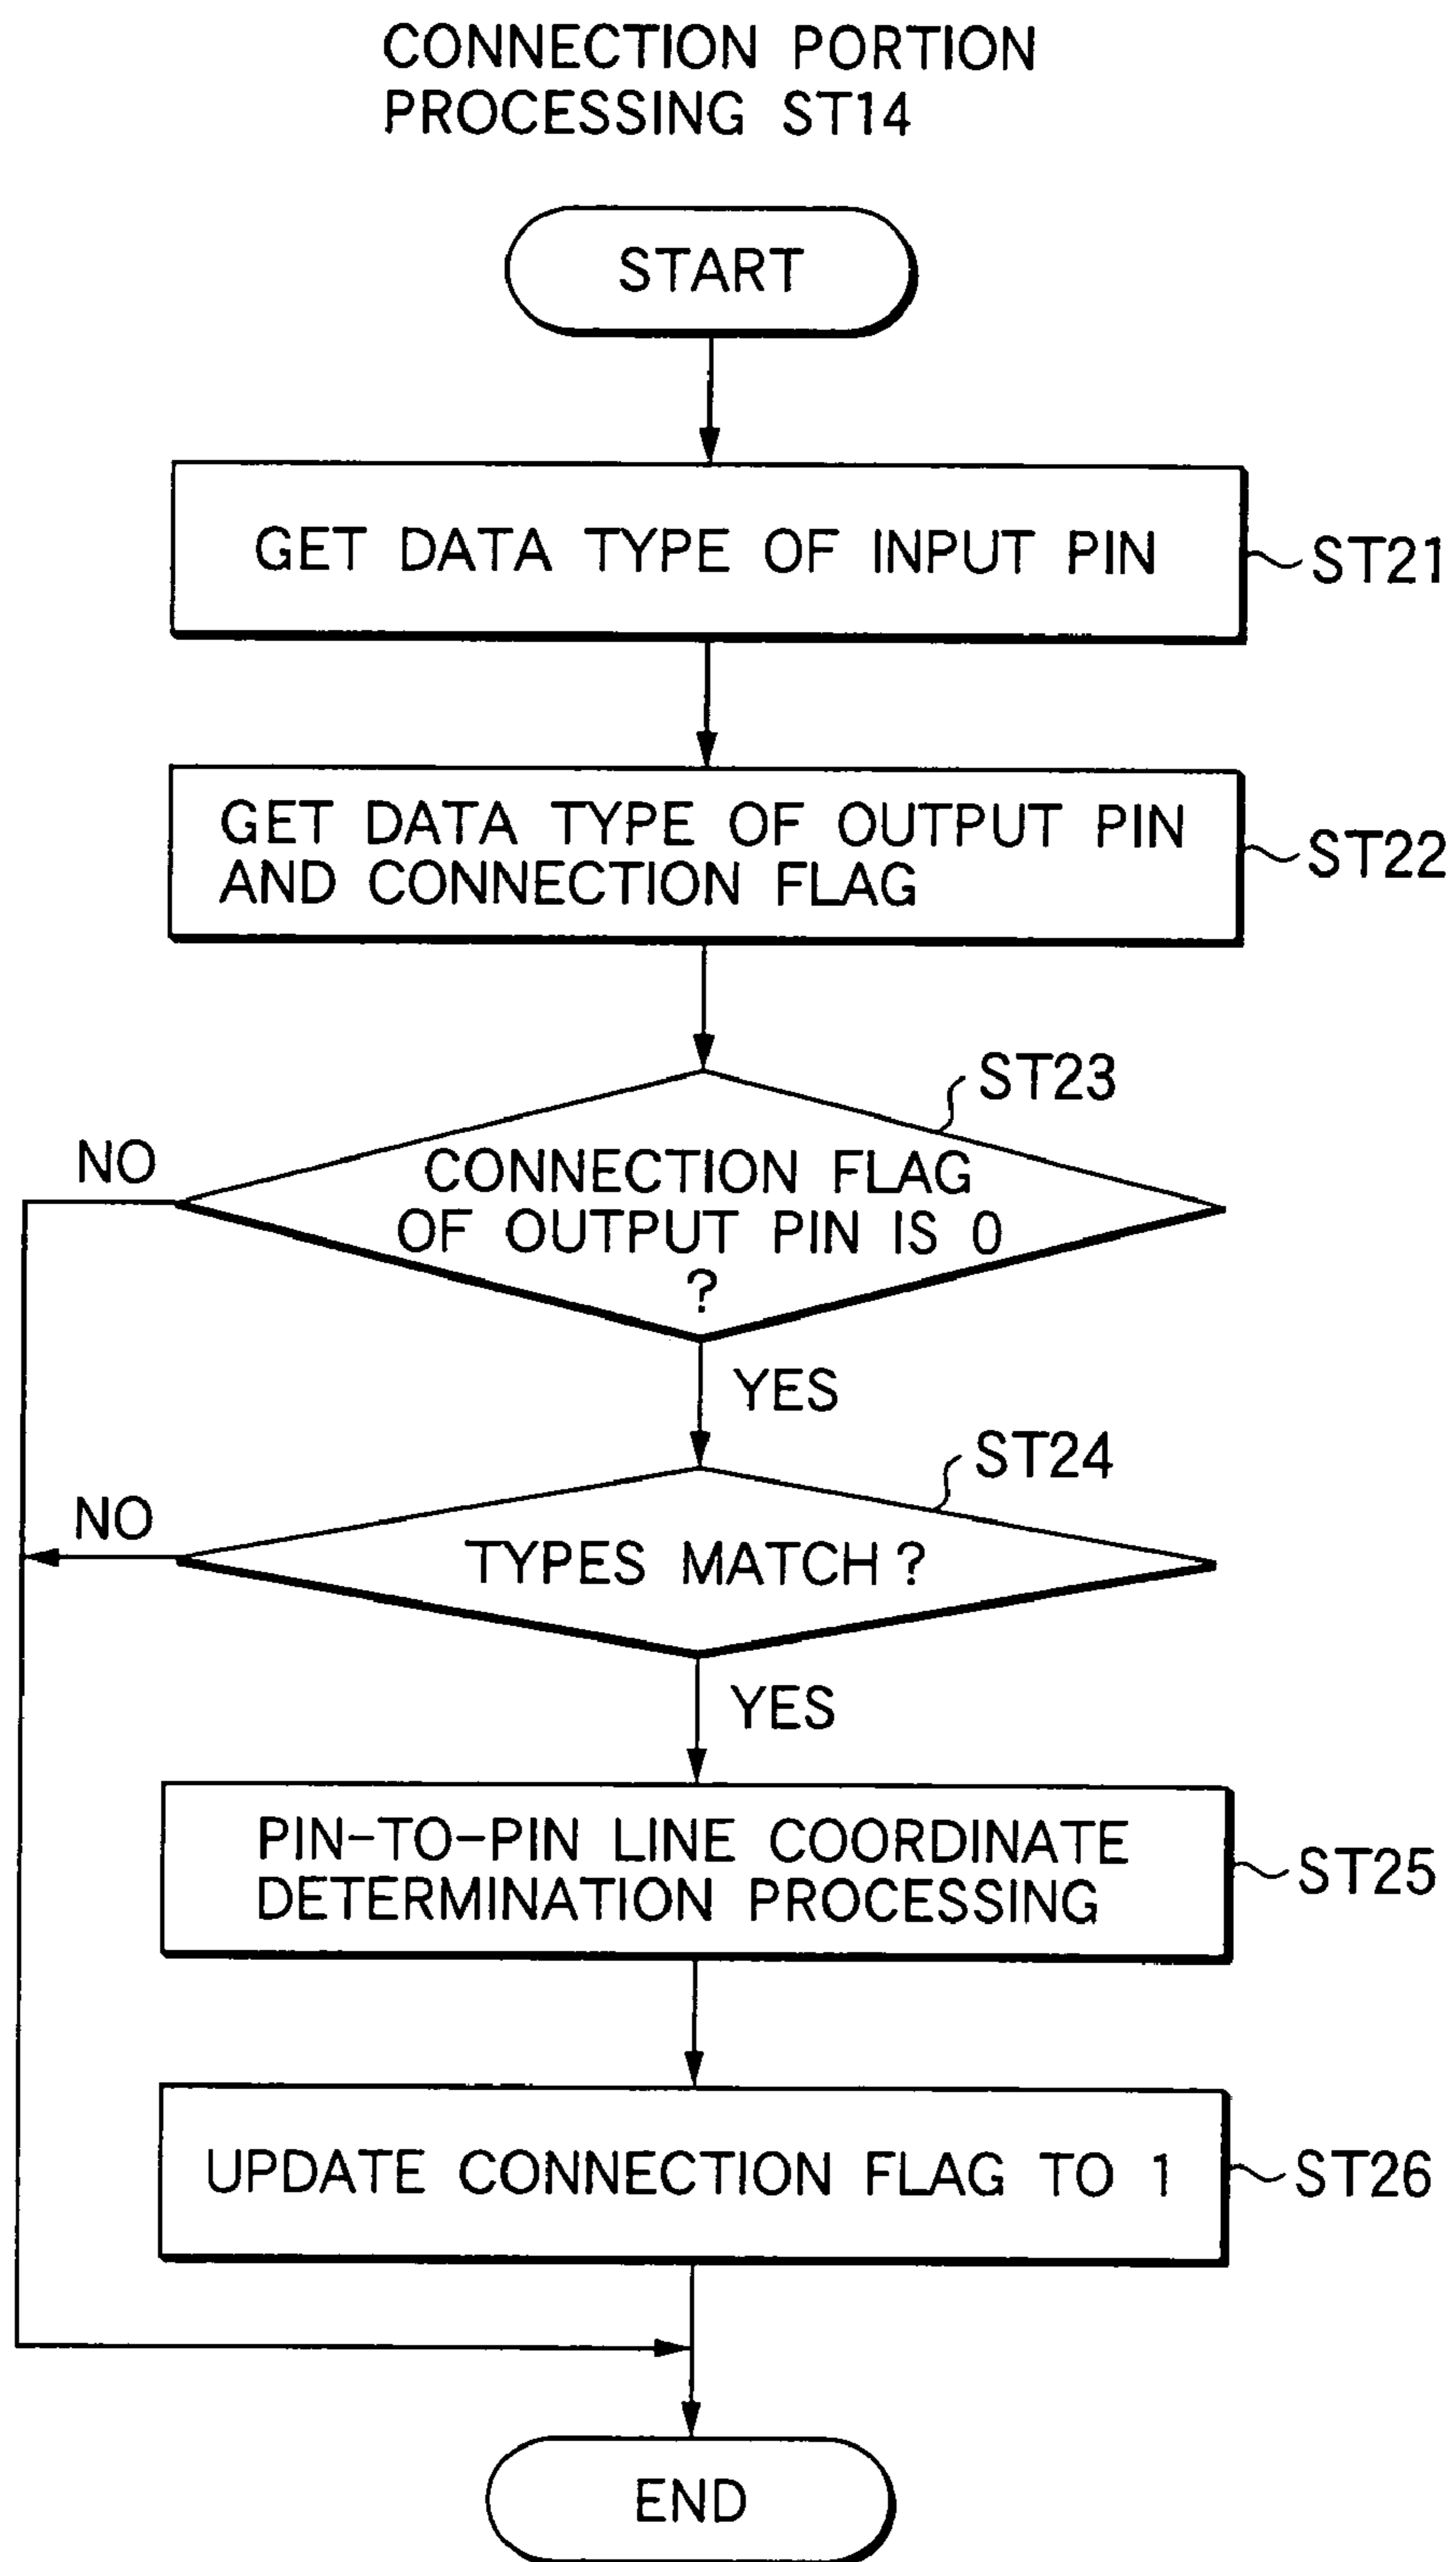 CONNECTION PORTION
PROCESSING ST14
START
GET DATA TYPE OF INPUT PIN
ST21
GET DATA TYPE OF OUTPUT PIN
AND CONNECTION FLAG
ST22
ST23
NO
CONNECTION FLAG
OF OUTPUT PIN IS 0
?
YES
ST24
NO
TYPES MATCH?
YES
PIN-TO-PIN LINE COORDINATE
DETERMINATION PROCESSING
ST25
UPDATE CONNECTION FLAG TO 1
ST26
END